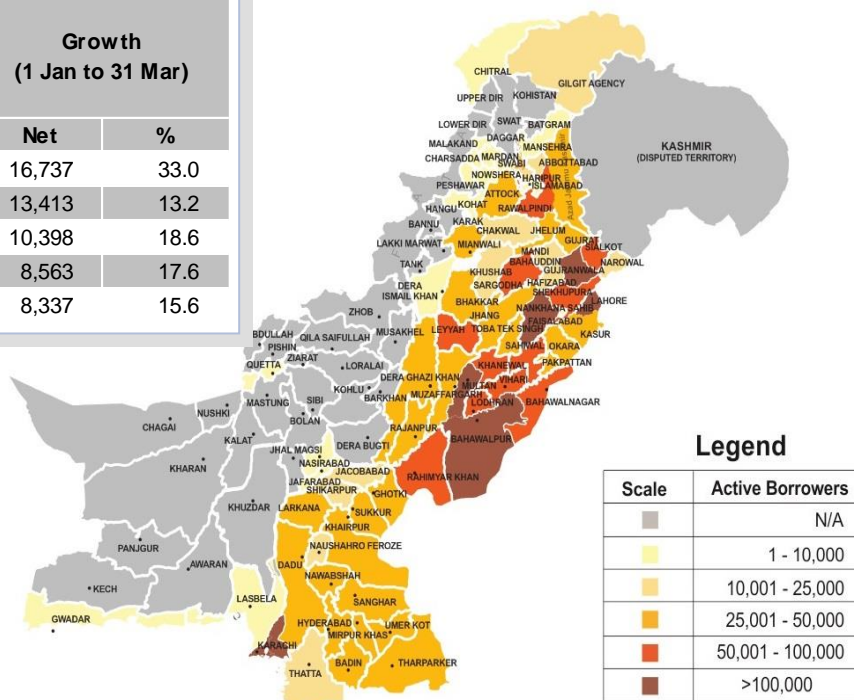 Growth
(1 Jan to 31 Mar)
Net %
16,737 33.0
13,413 13.2
10,398 18.6
8,563 17.6
8,337 15.6
CHITRAL
GILGIT AGENCY
UPPER DIR
KOHISTAN
LOWER DIR
SWAT
BATGRAM
DAGGAR
MALAKAND
MANSEHRA
CHARSADDA
MARDAN
SWABI
ABBOTTABAD
NOWSHERA
HARIPUR
PESHAWAR
ISLAMABAD
ATTOCK
KASHMIR
(DISPUTED TERRITORY)
HANGU
KOHAT
RAWALPINDI
BANNU
KARAK
CHAKWAL
JHELUM
LAKKI MARWAT
MIANWALI
GUJRAT
SIALKOT
TANK
MANDI
BAHAUDDIN
NAROWAL
KHUSHAB
GUJRANWALA
DERA
ISMAIL KHAN
SARGODHA
HAFIZABAD
SHEKHUPURA
BHAKKAR
LAHORE
NANKHANA SAHIB
ZHOB
JHANG
FAISALABAD
MUSAKHEL
LEYYAH
TOBA TEK SINGH
KASUR
BDULLAH
QILA SAIFULLAH
PISHIN
SAHIWAL
OKARA
ZIARAT
QUETTA
LORALAI
KHANEWAL
PAKPATTAN
DERA GHAZI KHAN
MULTAN
VIHARI
KOHLU
BARKHAN
MUZAFFARGARH
MASTUNG
SIBI
LODHRAN
BAHAWALNAGAR
NUSHKI
BOLAN
CHAGAI
RAJANPUR
KALAT
DERA BUGTI
BAHAWALPUR
JHAL MAGSI
KHARAN
NASIRABAD
JACOBABAD
RAHIMYAR KHAN
JAFARABAD
SHIKARPUR
GHOTKI
KHUZDAR
LARKANA
SUKKUR
KHAIRPUR
PANJGUR
NAUSHAHRO FEROZE
AWARAN
DADU
NAWABSHAH
KECH
LASBELA
SANGHAR
GWADAR
HYDERABAD
UMER KOT
MIRPUR KHAS
KARACHI
BADIN
THARPARKER
THATTA
Legend
Scale Active Borrowers
N/A
1 - 10,000
10,001 - 25,000
25,001 - 50,000
50,001 - 100,000
>100,000